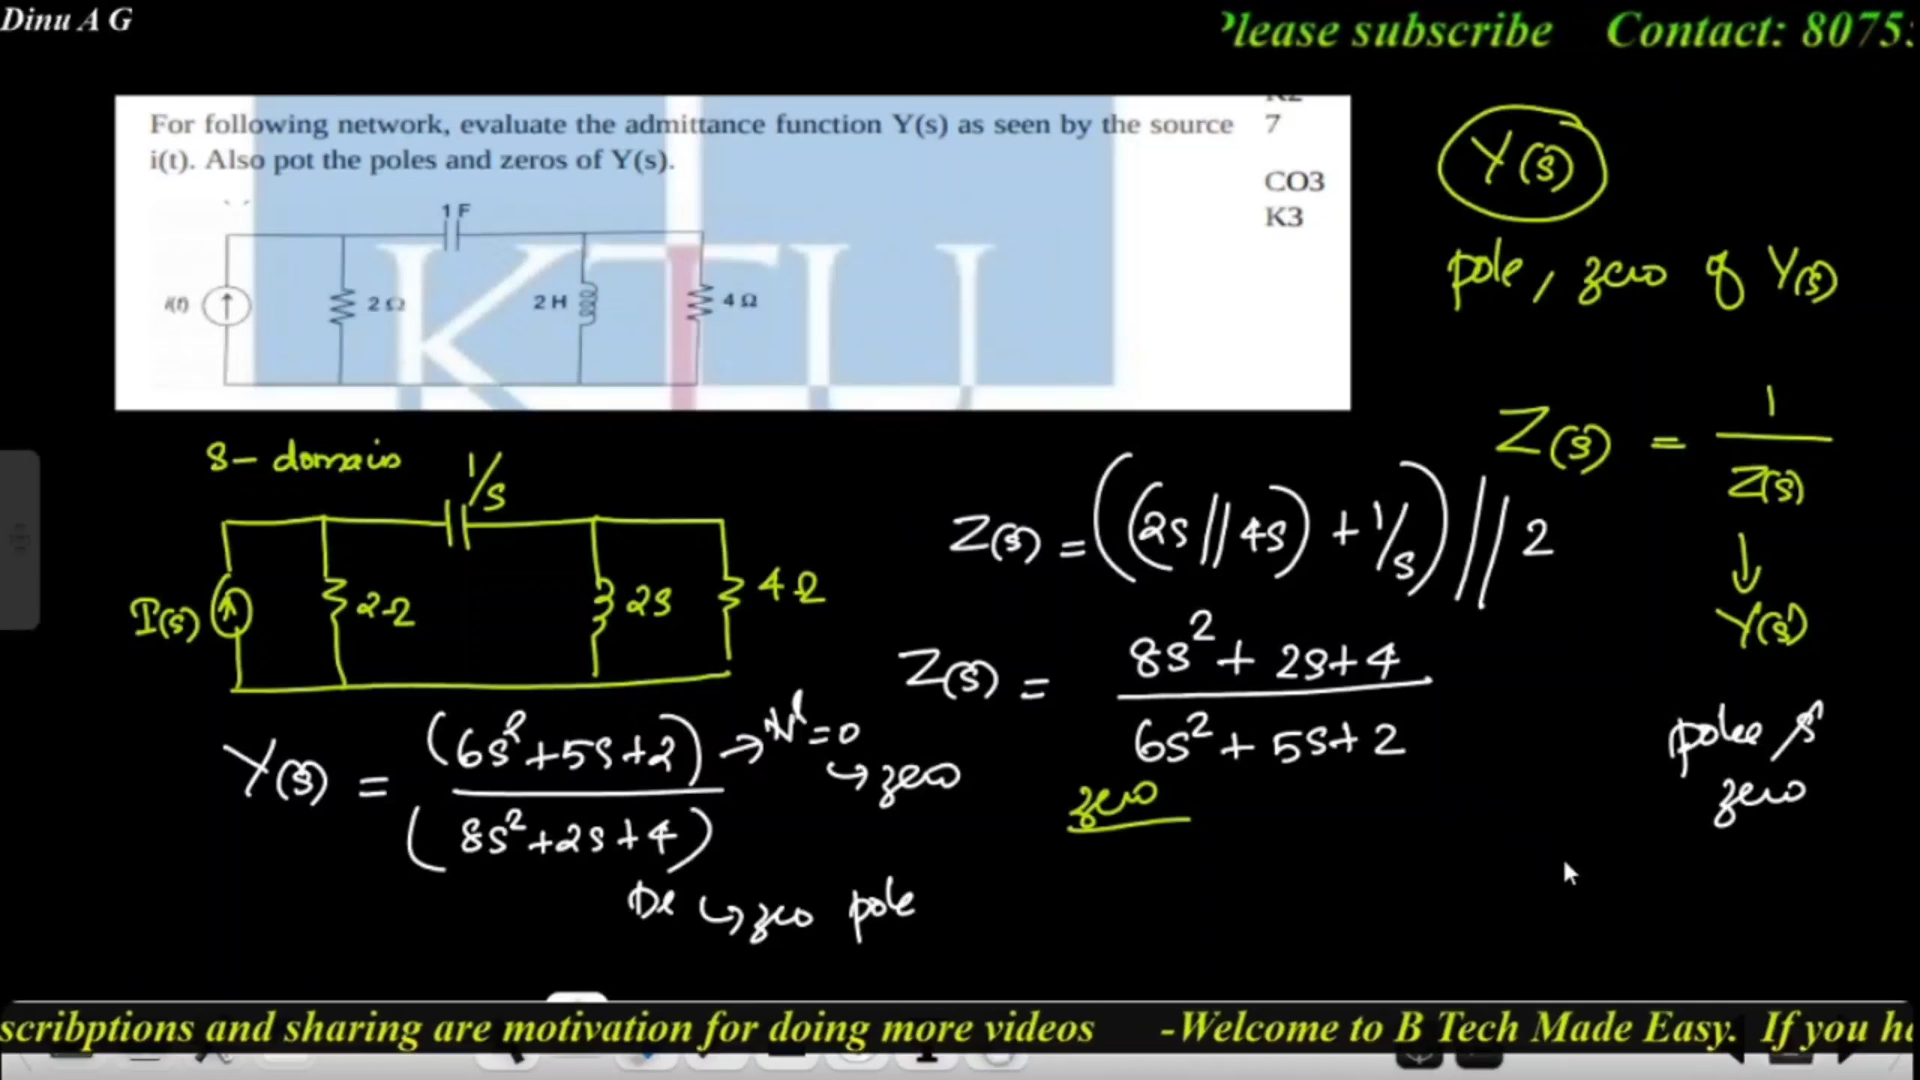 Dinu A G
Please subscribe Contact: 8075
For following network, evaluate the admittance function Y(s) as seen by the source 7
i(t). Also pot the poles and zeros of Y(s).
CO3
K3
1 F
i(t)
2 Ω
2 H
4 Ω
Y(s)
pole, zero of Y(s)
Z(s) = 1 / Z(s)
↓
Y(s)
pole &
zero
S- domain
1/s
I(s)
2Ω
2s
4Ω
Z(s) = ((2s || 4s) + 1/s) || 2
Z(s) = 8s² + 2s+4 / 6s² + 5s+2
zero
Y(s) = (6s²+5s+2) / (8s²+2s+4)
→ Nr=0
↪ zero
Dr ↪ zero pole
scribptions and sharing are motivation for doing more videos -Welcome to B Tech Made Easy. If you ha